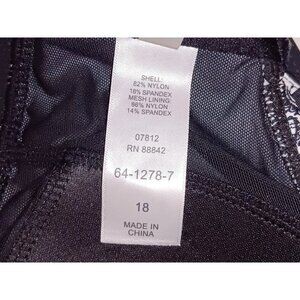 SHELL:
82% NYLON
18% SPANDEX
MESH LINING:
86% NYLON
14% SPANDEX
07812
RN 88842
64-1278-7
18
MADE IN
CHINA